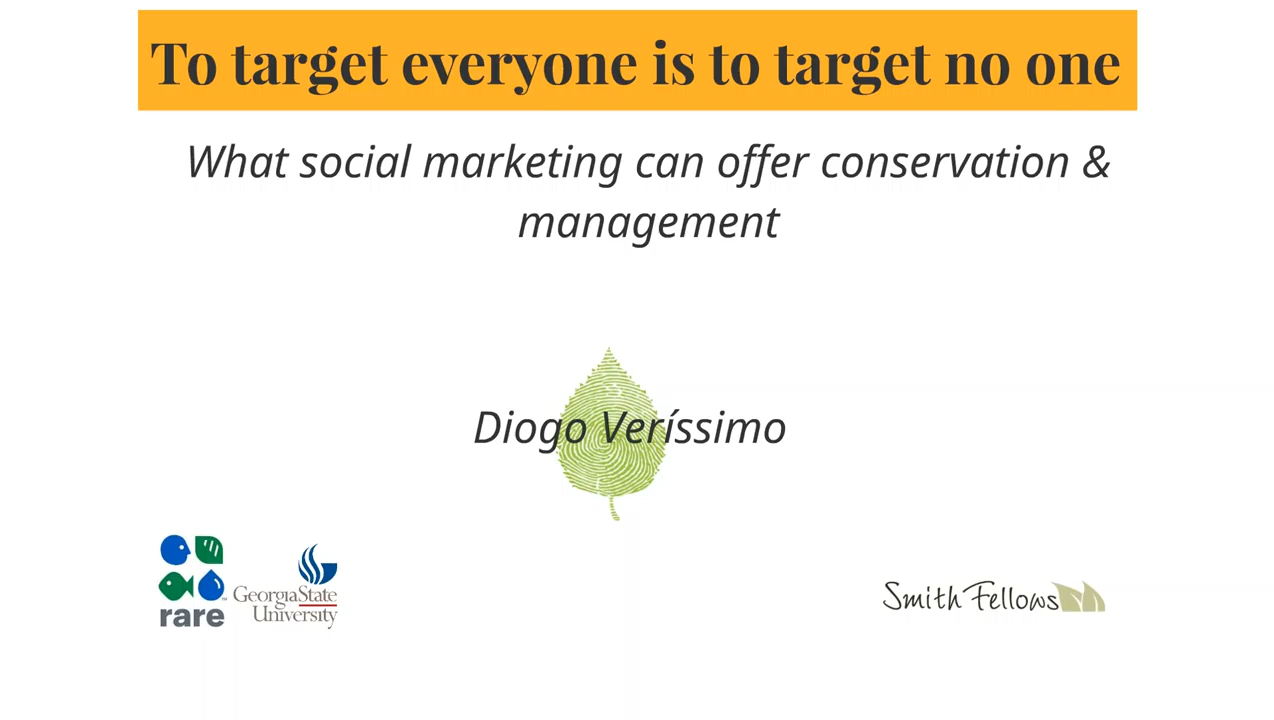 To target everyone is to target no one
What social marketing can offer conservation &
management
Diogo Veríssimo
rare
GeorgiaState
University
Smith Fellows